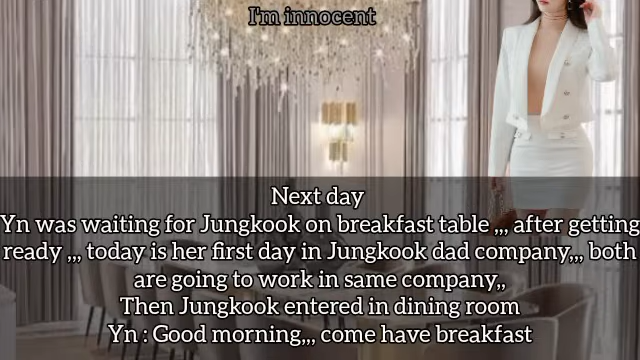 I'm innocent
Next day
Yn was waiting for Jungkook on breakfast table ,,, after getting
ready ,,, today is her first day in Jungkook dad company,,, both
are going to work in same company,,
Then Jungkook entered in dining room
Yn : Good morning,,, come have breakfast